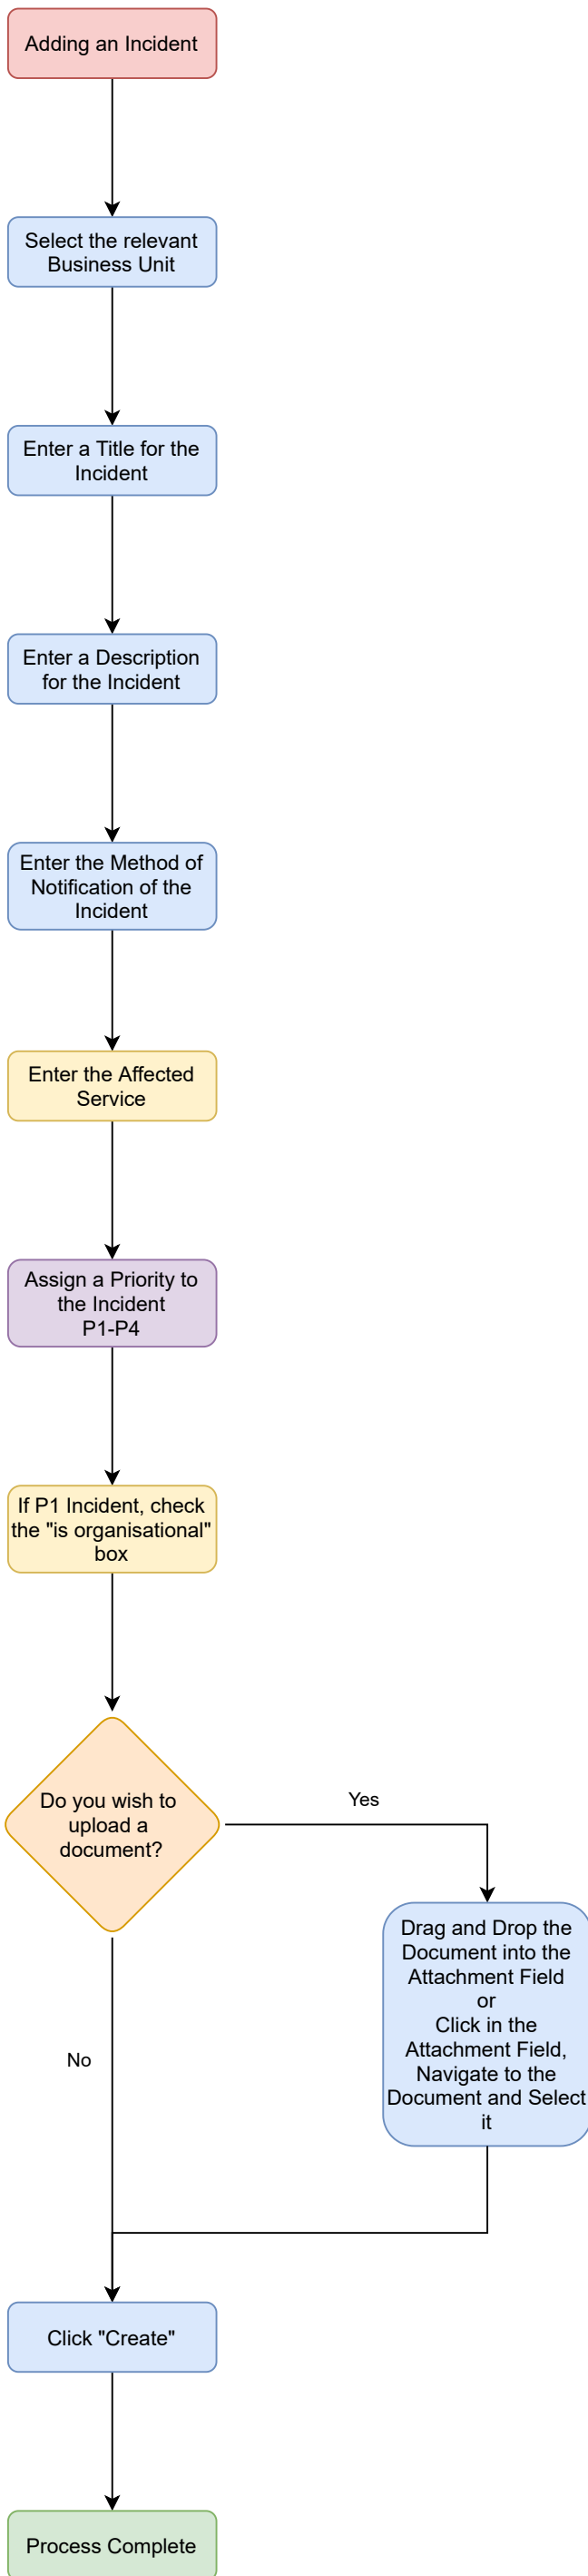 Adding an Incident
Select the relevant
Business Unit
Enter a Title for the
Incident
Enter a Description
for the Incident
Enter the Method of
Notification of the
Incident
Enter the Affected
Service
Assign a Priority to
the Incident
P1-P4
If P1 Incident, check
the "is organisational"
box
Do you wish to
upload a
document?
Yes
Drag and Drop the
Document into the
Attachment Field
or
Click in the
Attachment Field,
Navigate to the
Document and Select
it
No
Click "Create"
Process Complete